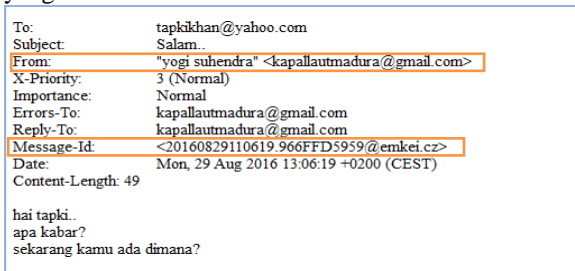 To: tapkikhan@yahoo.com
Subject: Salam..
From: "yogi suhendra" <kapallautmadura@gmail.com>
X-Priority: 3 (Normal)
Importance: Normal
Errors-To: kapallautmadura@gmail.com
Reply-To: kapallautmadura@gmail.com
Message-Id: <20160829110619.966FFD5959@emkei.cz>
Date: Mon, 29 Aug 2016 13:06:19 +0200 (CEST)
Content-Length: 49
hai tapki..
apa kabar?
sekarang kamu ada dimana?